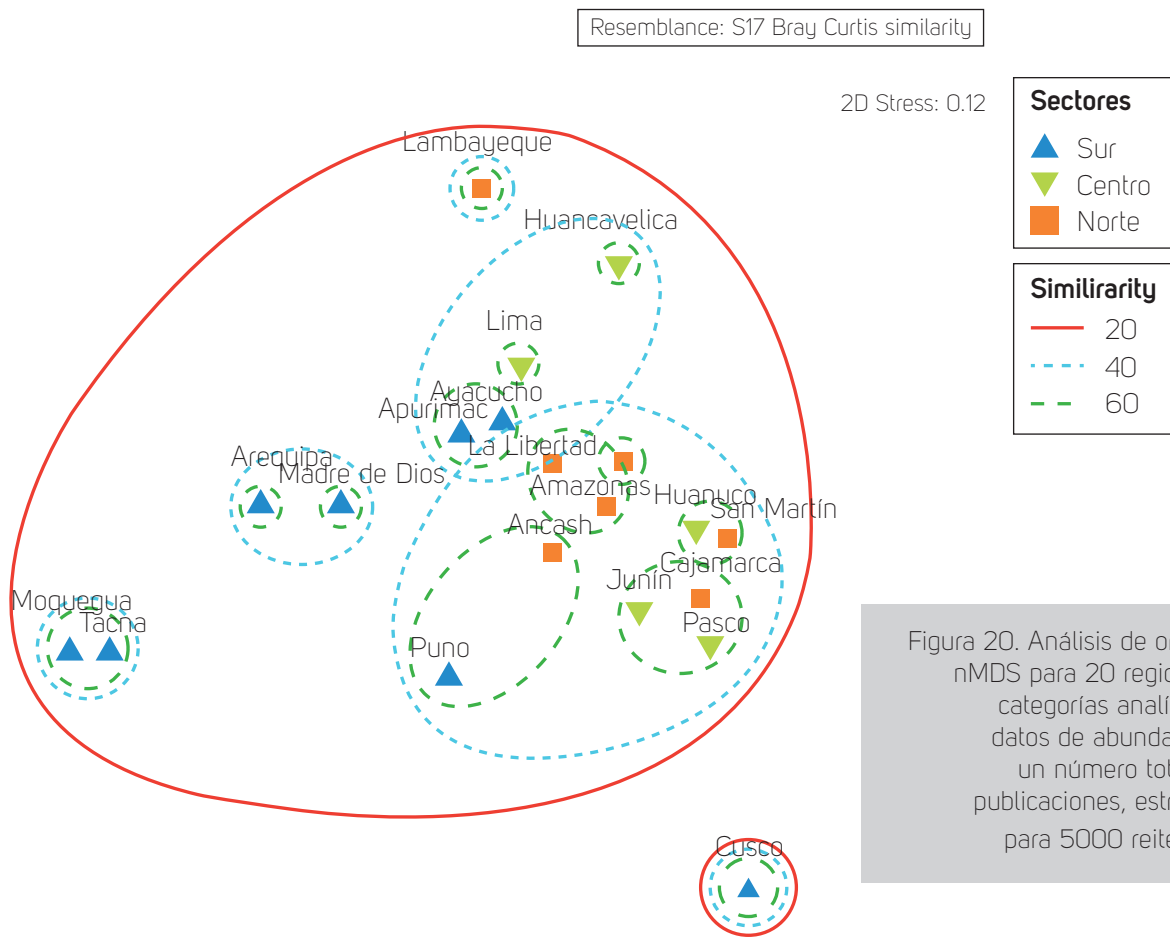 Resemblance: S17 Bray Curtis similarity
2D Stress: 0.12
Sectores
Sur
Centro
Norte
Similirarity
20
40
60
Lambayeque
Huancavelica
Lima
Ayacucho
Apurimac
La Libertad
Arequipa
Madre de Dios
Amazonas
Huanuco
San Martín
Ancash
Cajamarca
Junín
Moquegua
Tacna
Pasco
Puno
Cusco
Figura 20. Análisis de o
nMDS para 20 regio
categorías analí
datos de abunda
un número tot
publicaciones, estr
para 5000 reite